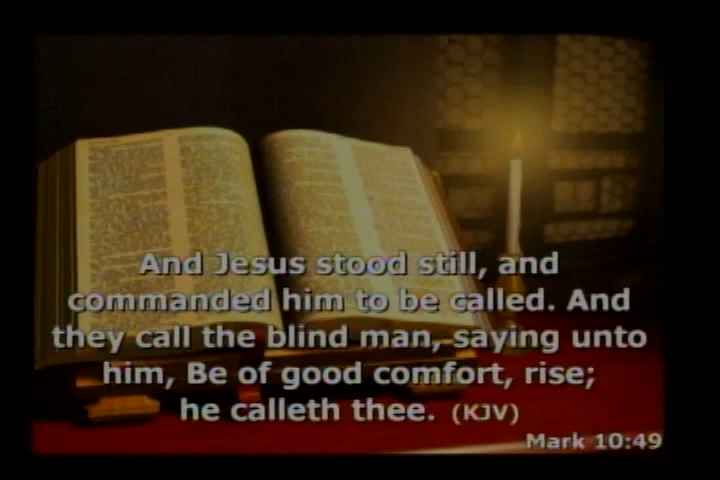 And Jesus stood still, and
commanded him to be called. And
they call the blind man, saying unto
him, Be of good comfort, rise;
he calleth thee. (KJV)
Mark 10:49